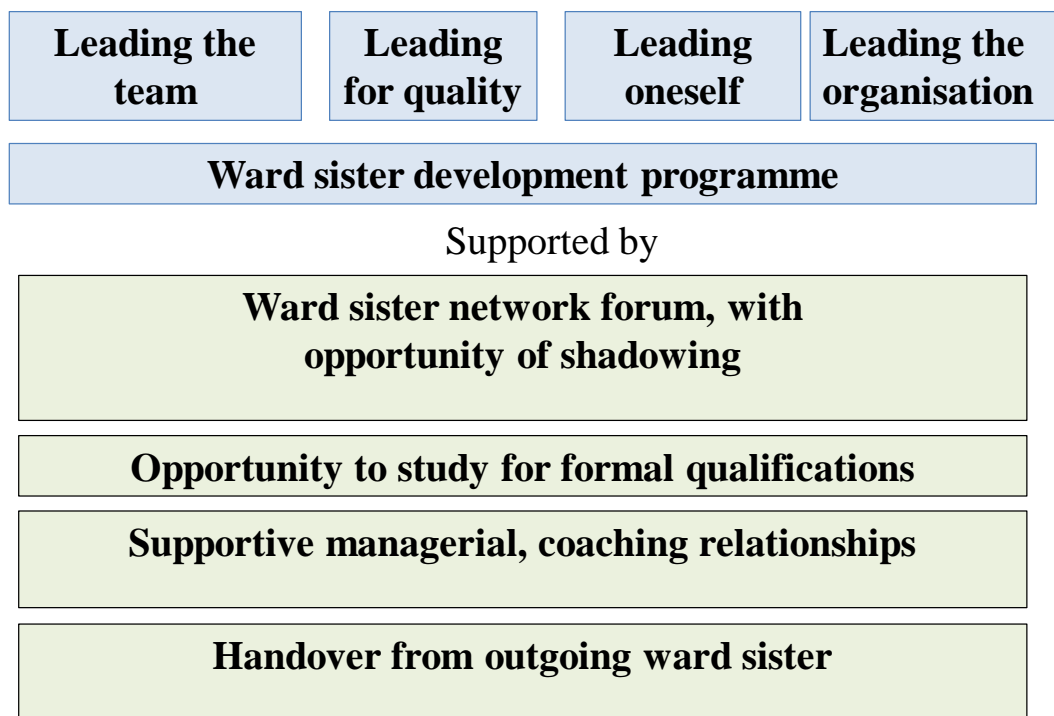 Leading the
team
Leading
for quality
Leading
oneself
Leading the
organisation
Ward sister development programme
Supported by
Ward sister network forum, with
opportunity of shadowing
Opportunity to study for formal qualifications
Supportive managerial, coaching relationships
Handover from outgoing ward sister